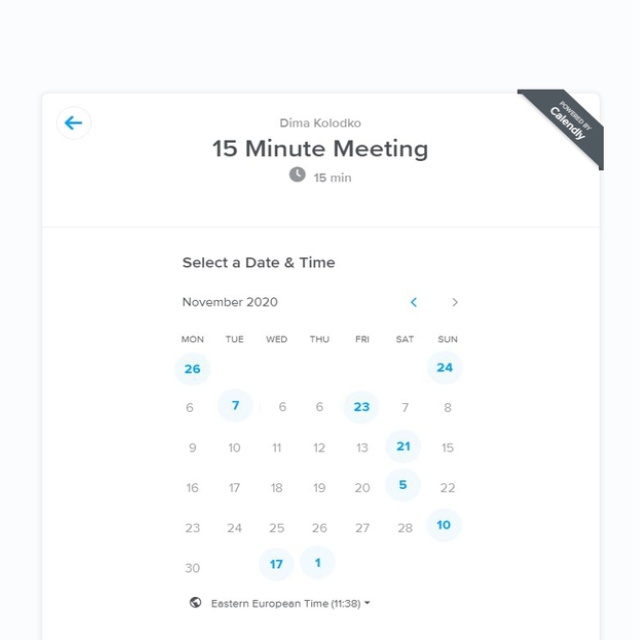 POWERED BY
Calendly
Dima Kolodko
15 Minute Meeting
15 min
Select a Date & Time
November 2020
MON TUE WED THU FRI SAT SUN
26 24
6 7 6 6 23 7 8
9 10 11 12 13 21 15
16 17 18 19 20 5 22
23 24 25 26 27 28 10
30 17 1
Eastern European Time (11:38)